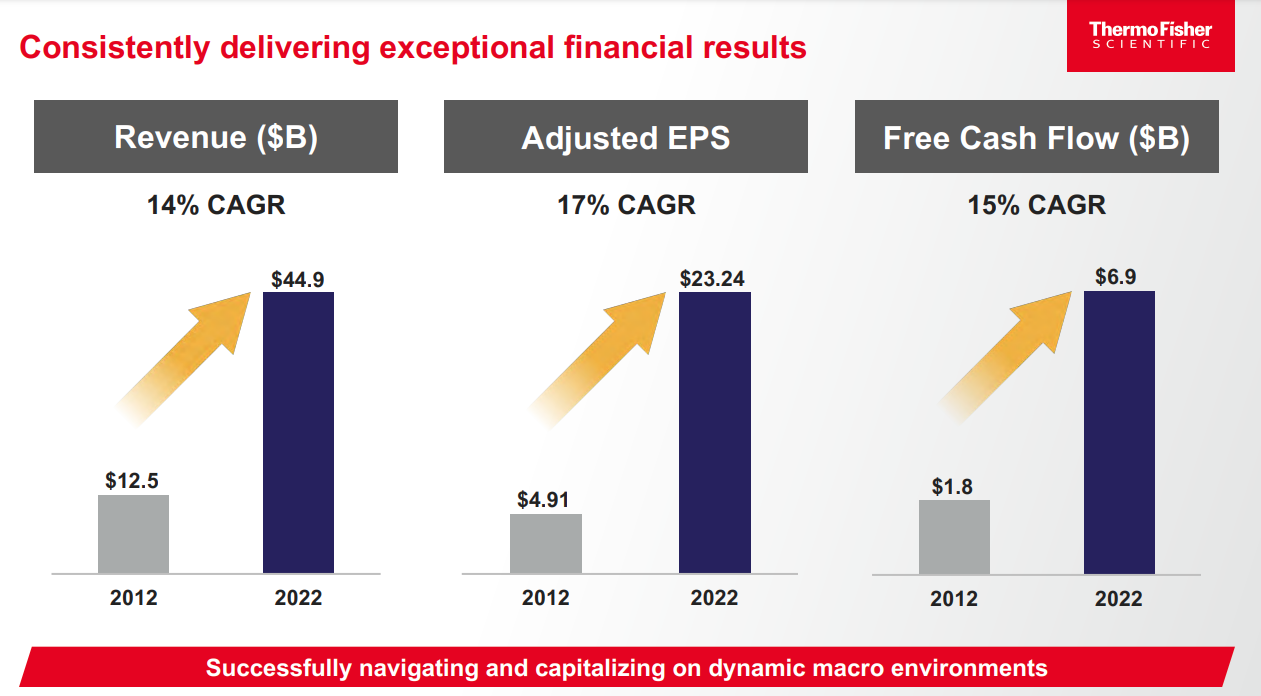 Consistently delivering exceptional financial results
ThermoFisher
SCIENTIFIC
Revenue ($B)
14% CAGR
$12.5
$44.9
2012
2022
Adjusted EPS
17% CAGR
$4.91
$23.24
2012
2022
Free Cash Flow ($B)
15% CAGR
$1.8
$6.9
2012
2022
Successfully navigating and capitalizing on dynamic macro environments